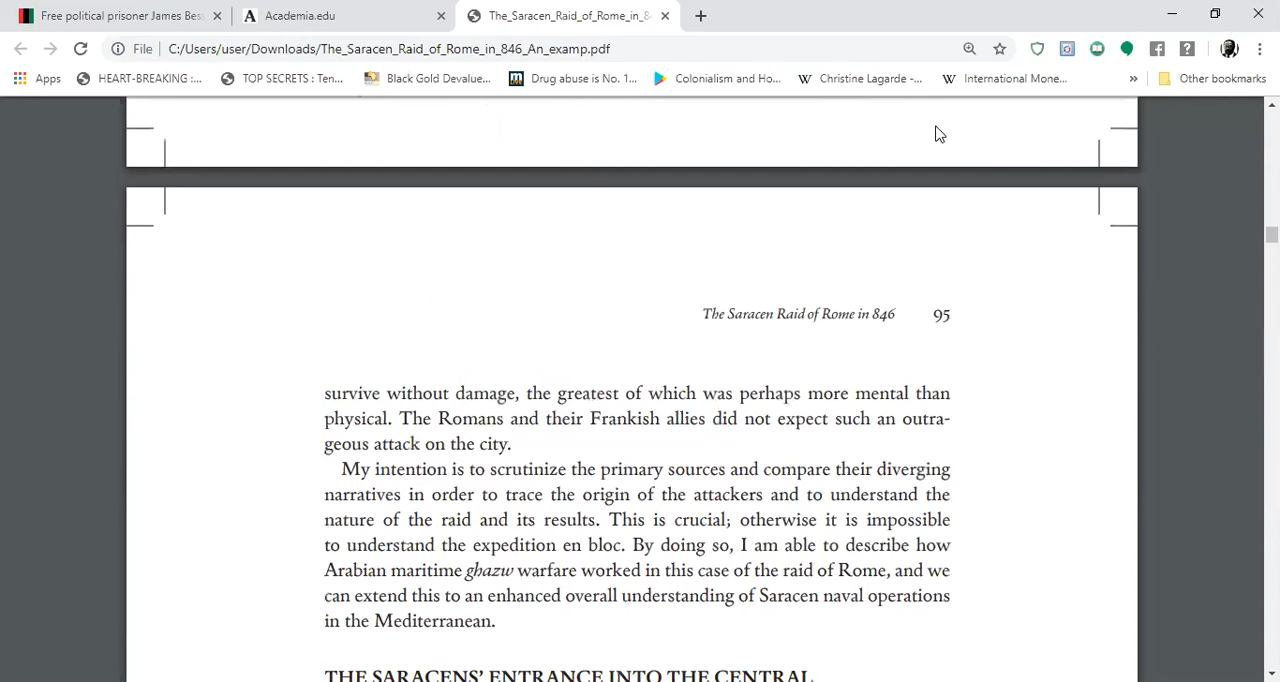 Free political prisoner James Bess
Academia.edu
The_Saracen_Raid_of_Rome_in_84
File
C:/Users/user/Downloads/The_Saracen_Raid_of_Rome_in_846_An_examp.pdf
Apps
HEART-BREAKING :...
TOP SECRETS : Ten...
Black Gold Devalue...
Drug abuse is No. 1...
Colonialism and Ho...
Christine Lagarde -...
International Mone...
»
Other bookmarks
The Saracen Raid of Rome in 846 95
survive without damage, the greatest of which was perhaps more mental than
physical. The Romans and their Frankish allies did not expect such an outra-
geous attack on the city.
My intention is to scrutinize the primary sources and compare their diverging
narratives in order to trace the origin of the attackers and to understand the
nature of the raid and its results. This is crucial; otherwise it is impossible
to understand the expedition en bloc. By doing so, I am able to describe how
Arabian maritime ghazw warfare worked in this case of the raid of Rome, and we
can extend this to an enhanced overall understanding of Saracen naval operations
in the Mediterranean.
THE SARACENS' ENTRANCE INTO THE CENTRAL